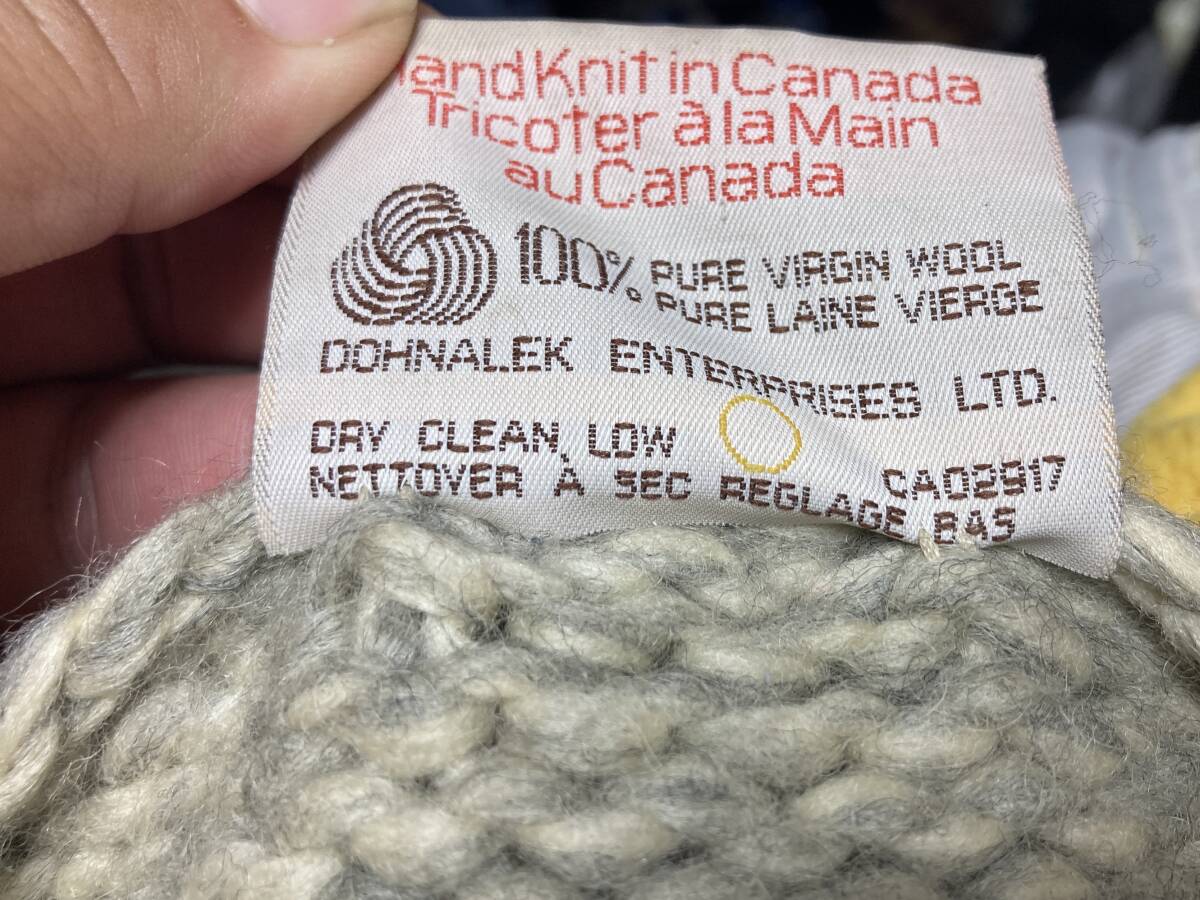 Hand Knit in Canada
Tricoter à la Main
au Canada
100% PURE VIRGIN WOOL
PURE LAINE VIERGE
DOHNALEK ENTERPRISES LTD.
DRY CLEAN, LOW
NETTOYER À SEC REGLAGE BAS
CA02917